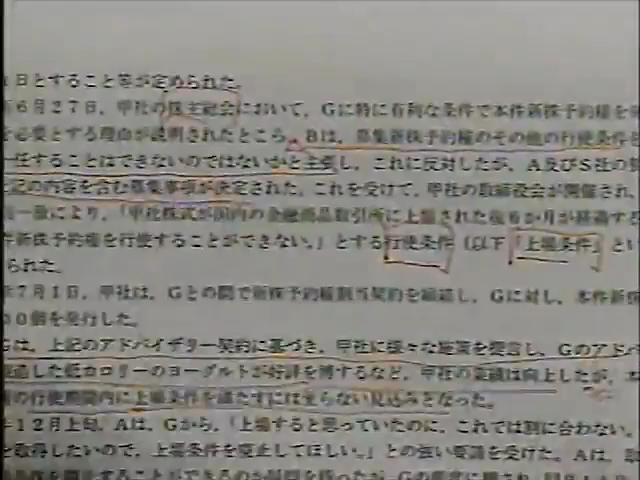 1日とすること等が定められた。
年6月27日，甲社の株主総会において，Gに特に有利な条件で本件新株予約権を
を必要とする理由が説明されたところ，Bは，募集新株予約権のその他の行使条件
一任することはできないのではないかと主張し，これに反対したが，A及びS社の
上記の内容を含む募集事項が決定された。これを受けて，甲社の取締役会が開催され，
一致により，「甲社株式が国内の金融商品取引所に上場された後6か月が経過する
件新株予約権を行使することができない。」とする行使条件（以下「上場条件」とい
られた。
年7月1日，甲社は，Gとの間で新株予約権割当契約を締結し，Gに対し，本件新株
00個を発行した。
Gは，上記のアドバイザリー契約に基づき，甲社に様々な施策を提言し，Gのアドバ
した低カロリーのヨーグルトが好評を博するなど，甲社の業績は向上したが，本
の行使期間内に上場条件を満たすには至らない見込みとなった。
年12月上旬，Aは，Gから，「上場すると思っていたのに，これでは割に合わない。
を取得したいので，上場条件を廃止してほしい。」との強い要請を受けた。Aは，取